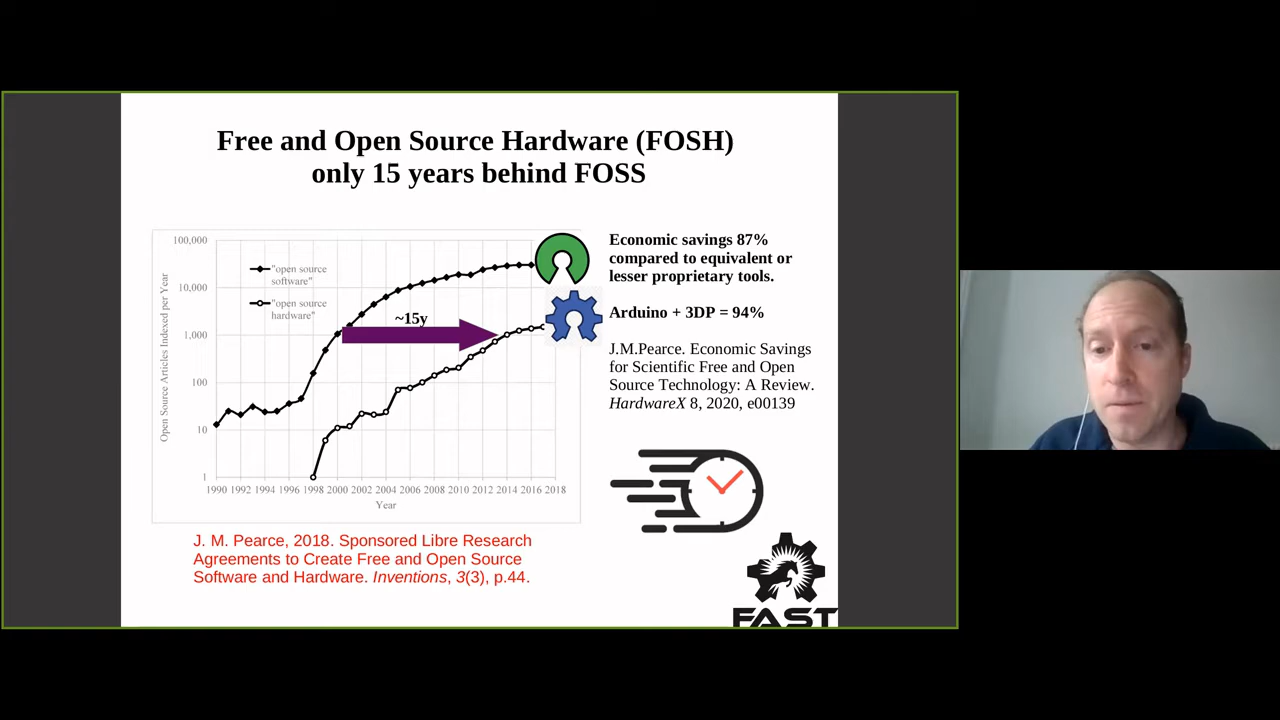 Free and Open Source Hardware (FOSH)
only 15 years behind FOSS
100,000
10,000
1,000
100
10
1
Open Source Articles Indexed per Year
"open source
software"
"open source
hardware"
~15y
1990 1992 1994 1996 1998 2000 2002 2004 2006 2008 2010 2012 2014 2016 2018
Year
Economic savings 87%
compared to equivalent or
lesser proprietary tools.
Arduino + 3DP = 94%
J.M.Pearce. Economic Savings
for Scientific Free and Open
Source Technology: A Review.
HardwareX 8, 2020, e00139
J. M. Pearce, 2018. Sponsored Libre Research
Agreements to Create Free and Open Source
Software and Hardware. Inventions, 3(3), p.44.
FAST